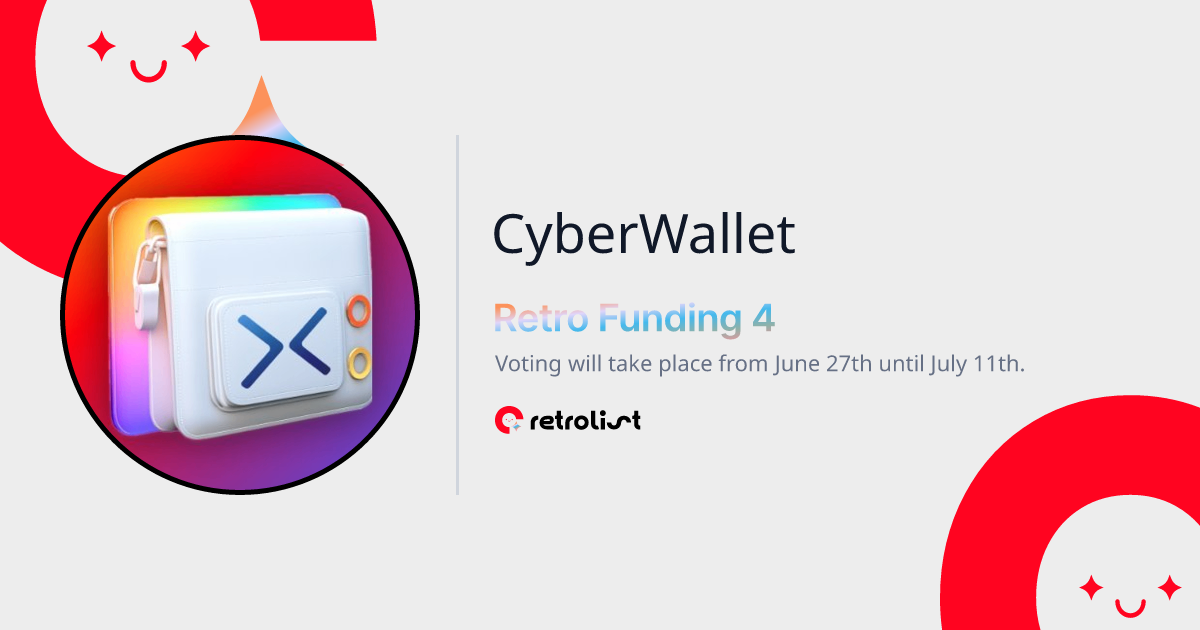 CyberWallet
Retro Funding 4
Voting will take place from June 27th until July 11th.
retrolist